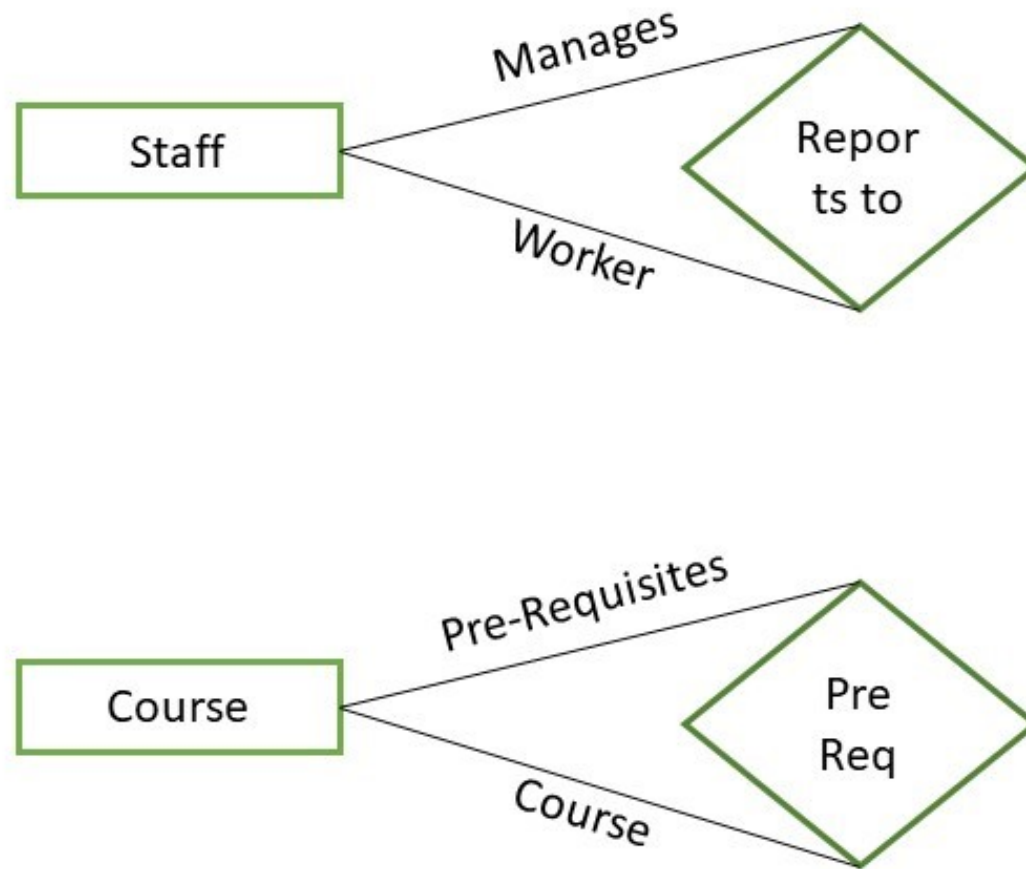 Manages
Staff
Repor
ts to
Worker
Pre-Requisites
Course
Pre
Req
Course